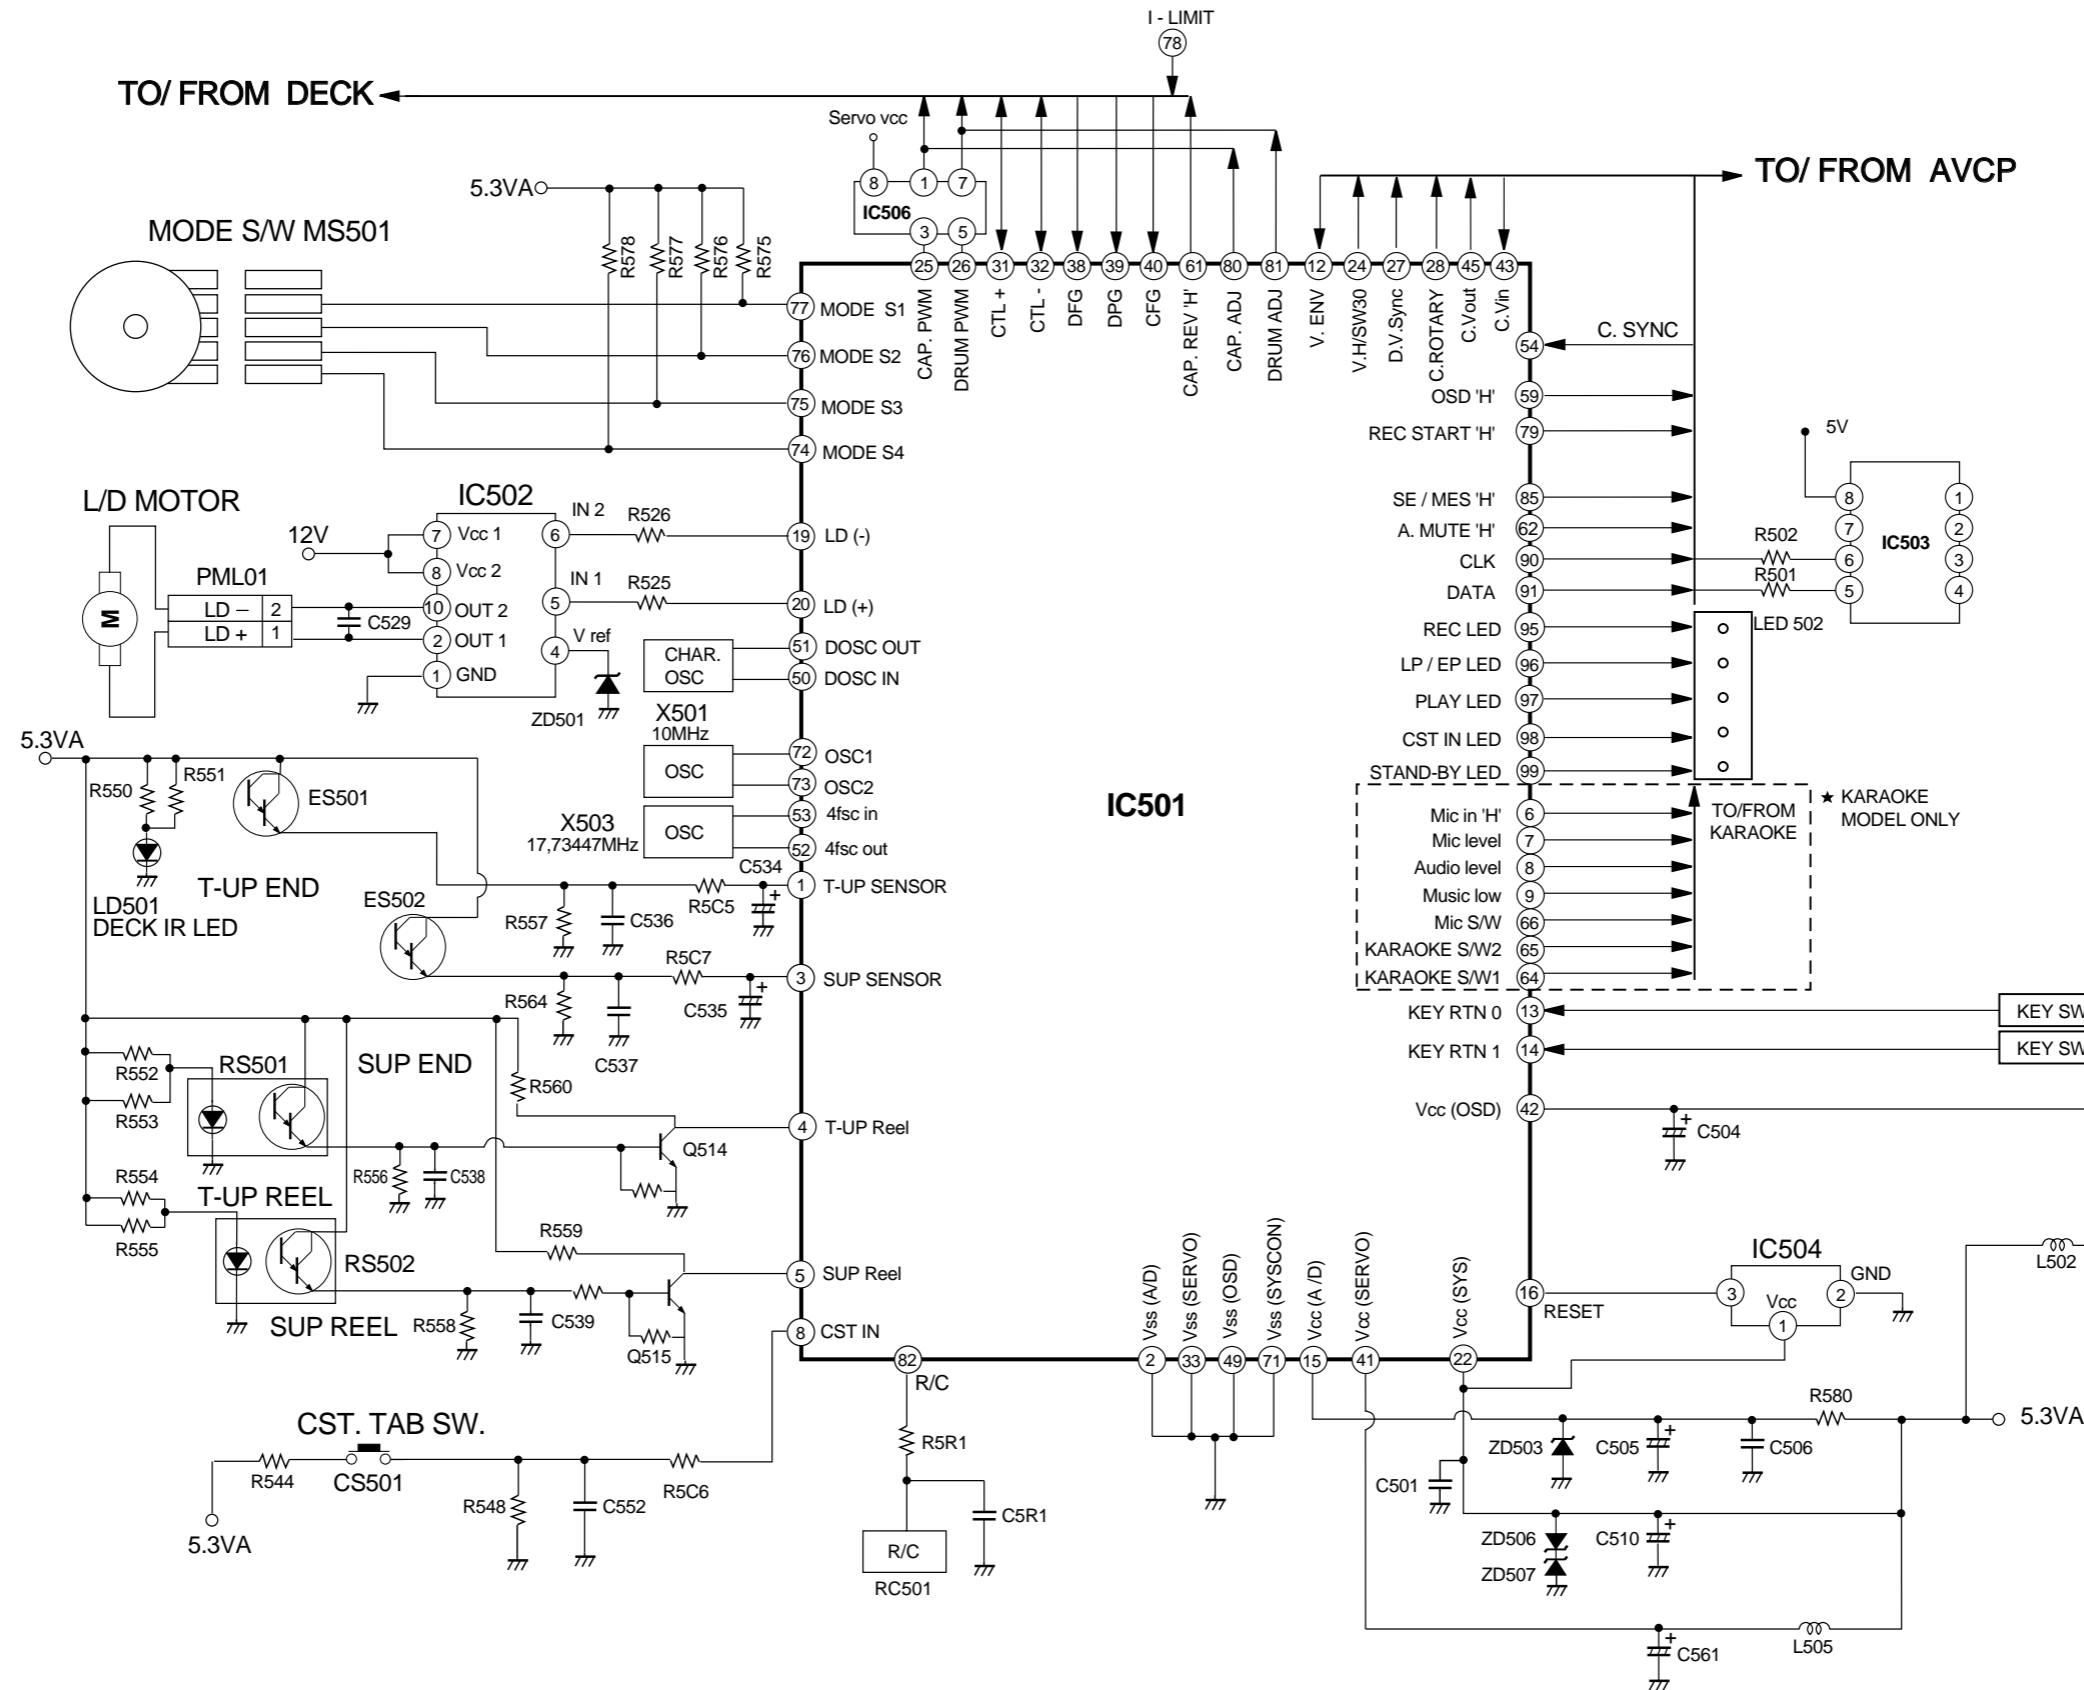 I - LIMIT
78
TO/ FROM DECK
Servo vcc
8 1 7
IC506
3 5
TO/ FROM AVCP
5.3VA
R578
R577
R576
R575
MODE S/W MS501
25 26 31 32 38 39 40 61 80 81 12 24 27 28 45 43
CAP. PWM
DRUM PWM
CTL +
CTL -
DFG
DPG
CFG
CAP. REV 'H'
CAP. ADJ
DRUM ADJ
V. ENV
V.H/SW30
D.V.Sync
C.ROTARY
C.Vout
C.V/in
77 MODE S1
76 MODE S2
75 MODE S3
74 MODE S4
54 C. SYNC
OSD 'H' 59
REC START 'H' 79
SE / MES 'H' 85
A. MUTE 'H' 62
CLK 90
DATA 91
R502
R501
5V
8 1
7 2
6 3
5 4
IC503
L/D MOTOR
M
PML01
LD – 2
LD + 1
C529
12V
IC502
7 Vcc 1
8 Vcc 2
10 OUT 2
2 OUT 1
1 GND
6 IN 2
5 IN 1
4 V ref
R526
R525
ZD501
19 LD (-)
20 LD (+)
CHAR.
OSC
51 DOSC OUT
50 DOSC IN
X501
10MHz
OSC
72 OSC1
73 OSC2
X503
17,73447MHz
OSC
53 4fsc in
52 4fsc out
IC501
REC LED 95
LP / EP LED 96
PLAY LED 97
CST IN LED 98
STAND-BY LED 99
LED 502
Mic in 'H' 6
Mic level 7
Audio level 8
Music low 9
Mic S/W 66
KARAOKE S/W2 65
KARAOKE S/W1 64
TO/FROM
KARAOKE
★ KARAOKE
MODEL ONLY
KEY RTN 0 13
KEY SW
KEY RTN 1 14
KEY SW
Vcc (OSD) 42
C504
5.3VA
R550
R551
ES501
LD501
DECK IR LED
T-UP END
ES502
R557
C536
R5C5
C534
1 T-UP SENSOR
R564
C537
R5C7
C535
3 SUP SENSOR
R552
R553
RS501
SUP END
R560
R556
C538
Q514
4 T-UP Reel
R554
R555
T-UP REEL
RS502
SUP REEL
R559
R558
C539
Q515
5 SUP Reel
8 CST IN
CST. TAB SW.
R544
CS501
R548
C552
R5C6
5.3VA
82
R/C
R5R1
C5R1
R/C
RC501
Vss (A/D)
Vss (SERVO)
Vss (OSD)
Vss (SYSCON)
Vcc (A /D)
Vcc (SERVO)
Vcc (SYS)
2 33 49 71 15 41 22
16
RESET
IC504
3 Vcc 2
1
GND
L502
R580
5.3VA
ZD503
C505
C506
C501
ZD506
ZD507
C510
L505
C561